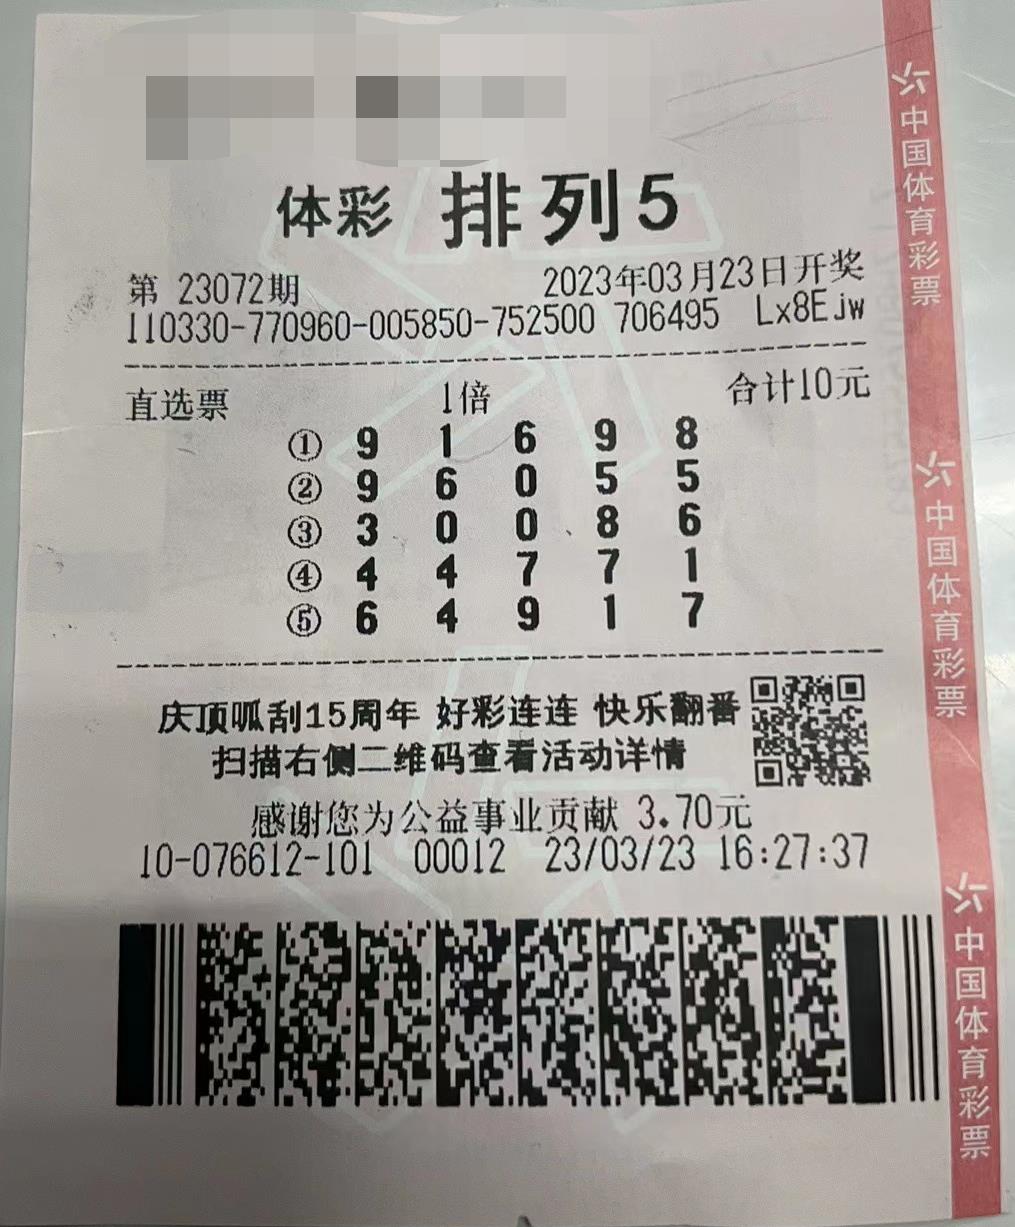 体彩 排列5
第 23072期 2023年03月23日开奖
110330-770960-005850-752500 706495 Lx8EJw
直选票 1倍 合计10元
① 9 1 6 9 8
② 9 6 0 5 5
③ 3 0 0 8 6
④ 4 4 7 7 1
⑤ 6 4 9 1 7
庆顶呱刮15周年 好彩连连 快乐翻番
扫描右侧二维码查看活动详情
感谢您为公益事业贡献 3.70元
10-076612-101 00012 23/03/23 16:27:37
中国体育彩票
中国体育彩票
中国体育彩票